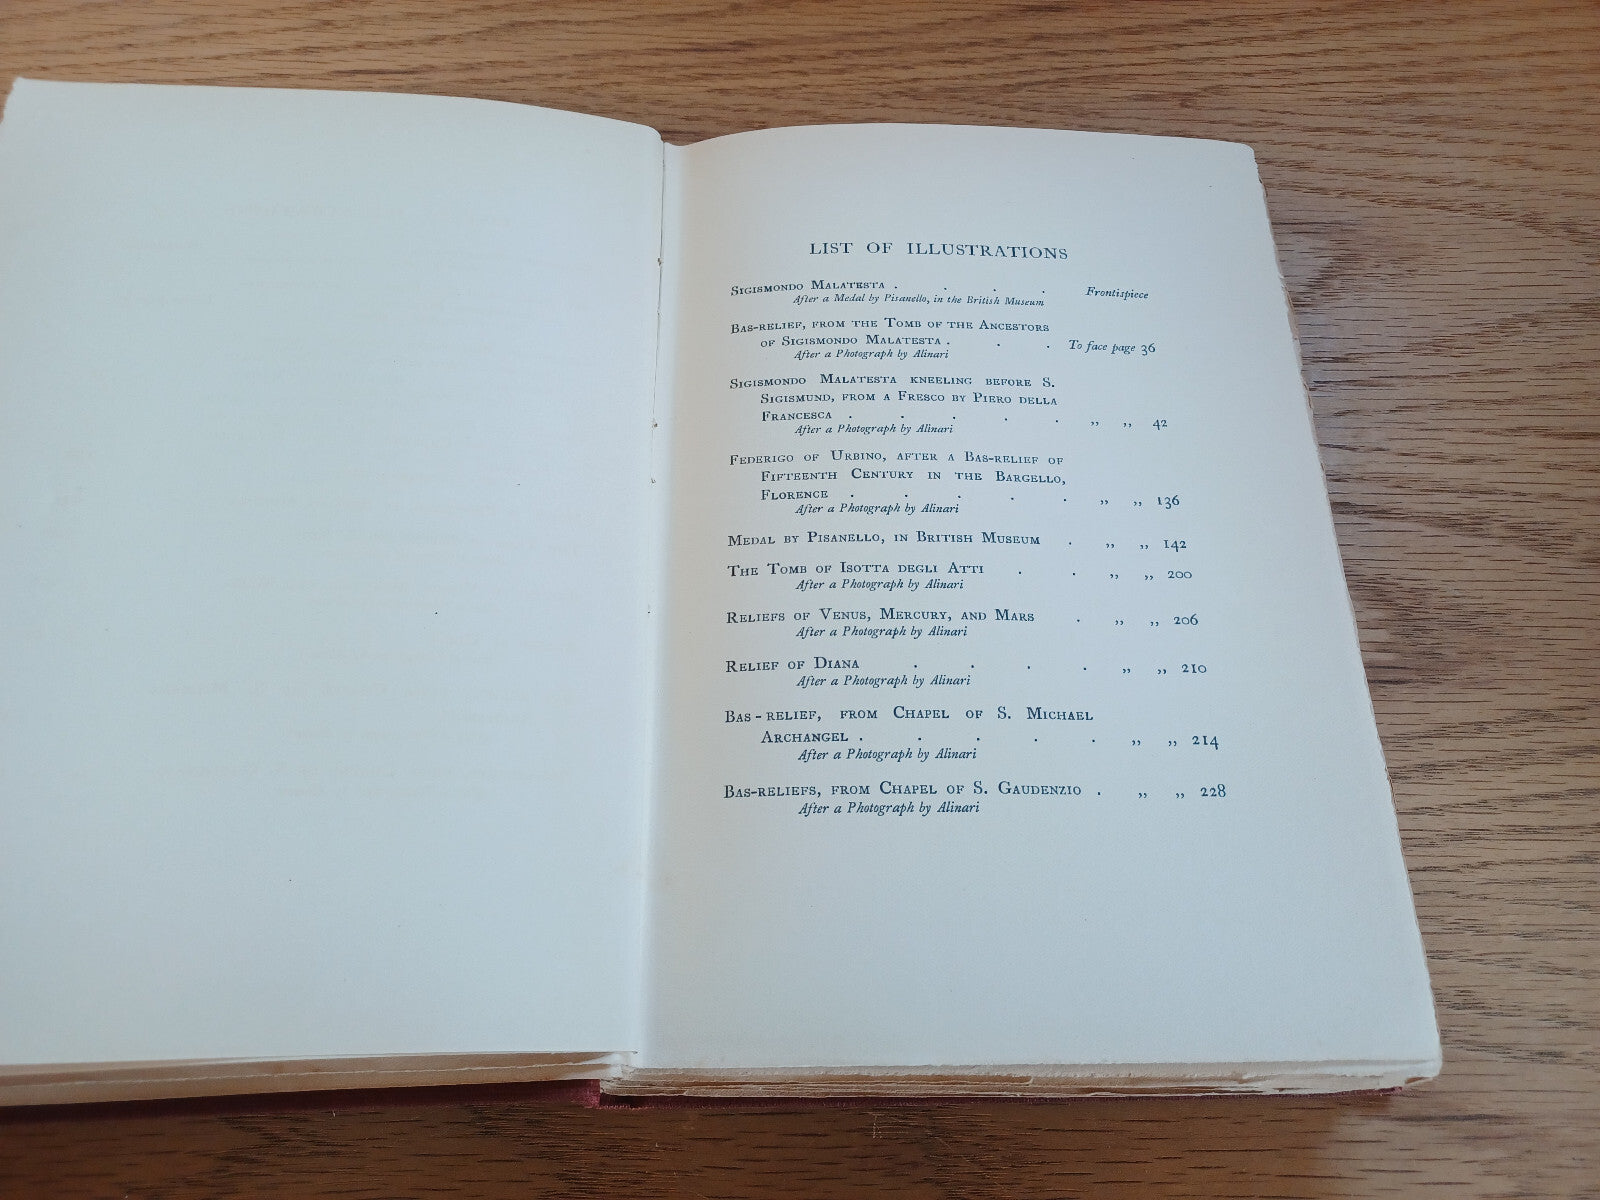 LIST OF ILLUSTRATIONS
SIGISMONDO MALATESTA . . . . Frontispiece
After a Medal by Pisanello, in the British Museum
BAS-RELIEF, FROM THE TOMB OF THE ANCESTORS
OF SIGISMONDO MALATESTA . . . To face page 36
After a Photograph by Alinari
SIGISMONDO MALATESTA KNEELING BEFORE S.
SIGISMUND, FROM A FRESCO BY PIERO DELLA
FRANCESCA . . . . . ,, ,, 42
After a Photograph by Alinari
FEDERIGO OF URBINO, AFTER A BAS-RELIEF OF
FIFTEENTH CENTURY IN THE BARGELLO,
FLORENCE . . . . . ,, ,, 136
After a Photograph by Alinari
MEDAL BY PISANELLO, IN BRITISH MUSEUM . ,, ,, 142
THE TOMB OF ISOTTA DEGLI ATTI . . ,, ,, 200
After a Photograph by Alinari
RELIEFS OF VENUS, MERCURY, AND MARS . ,, ,, 206
After a Photograph by Alinari
RELIEF OF DIANA . . . . ,, ,, 210
After a Photograph by Alinari
BAS-RELIEF, FROM CHAPEL OF S. MICHAEL
ARCHANGEL . . . . . ,, ,, 214
After a Photograph by Alinari
BAS-RELIEFS, FROM CHAPEL OF S. GAUDENZIO . ,, ,, 228
After a Photograph by Alinari